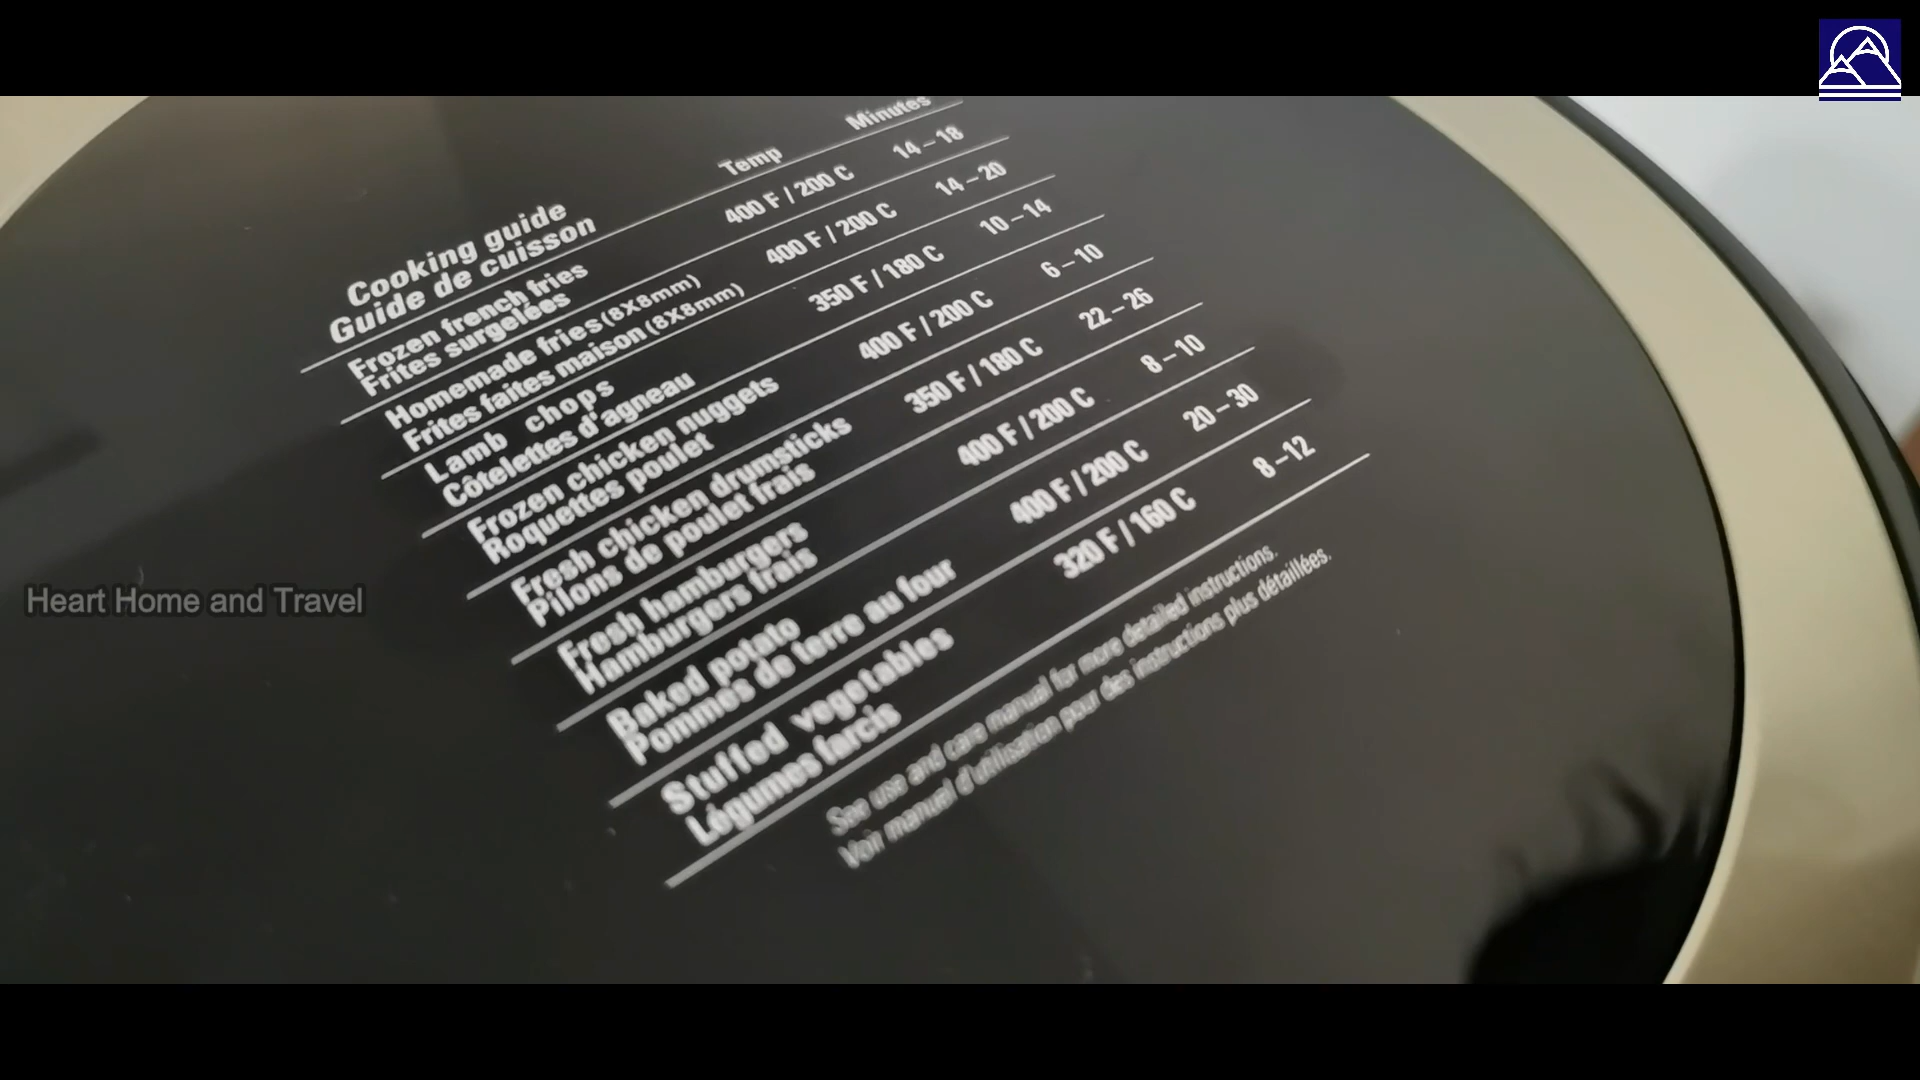 Temp Minutes
Cooking guide
Guide de cuisson
Frozen french fries 400 F / 200 C 14 – 18
Frites surgelées
Homemade fries (8X8mm) 400 F / 200 C 14 – 20
Frites faites maison (8X8mm)
Lamb chops 350 F / 180 C 10 – 14
Côtelettes d'agneau
Frozen chicken nuggets 400 F / 200 C 6 – 10
Roquettes poulet
Fresh chicken drumsticks 350 F / 180 C 22 – 26
Pilons de poulet frais
Fresh hamburgers 400 F / 200 C 8 – 10
Hamburgers frais
Baked potato 400 F / 200 C 20 – 30
Pommes de terre au four
Stuffed vegetables 320 F / 160 C 8 – 12
Légumes farcis
See use and care manual for more detailed instructions.
Voir manual d'utilisation pour des instructions plus détaillées.
Heart Home and Travel